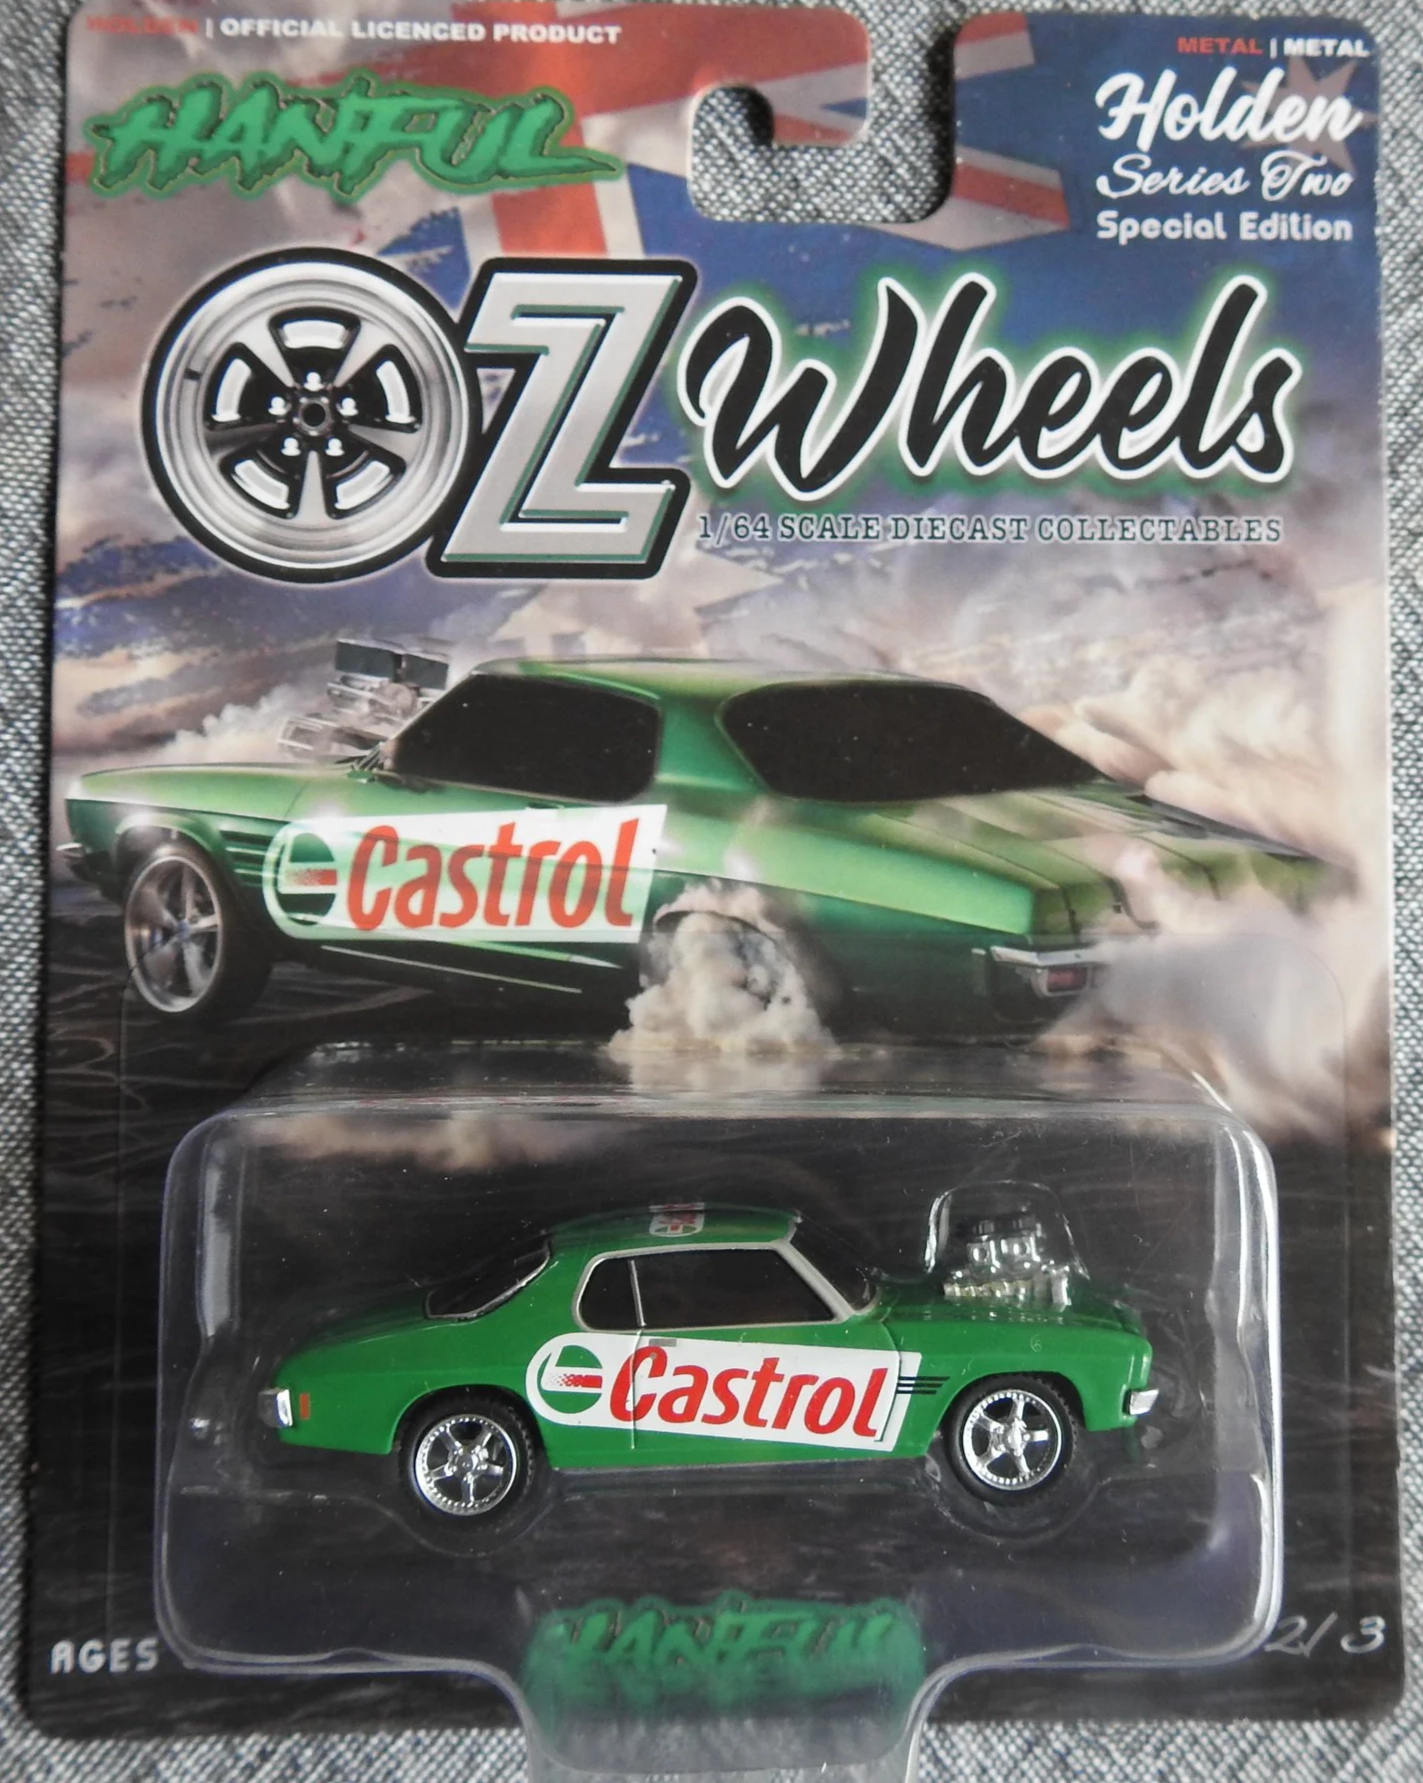 HOLDEN | OFFICIAL LICENCED PRODUCT
METAL | METAL
HANFUL
Holden
Series Two
Special Edition
OZ Wheels
1/64 SCALE DIECAST COLLECTABLES
Castrol
Castrol
HANFUL
AGES
2/3